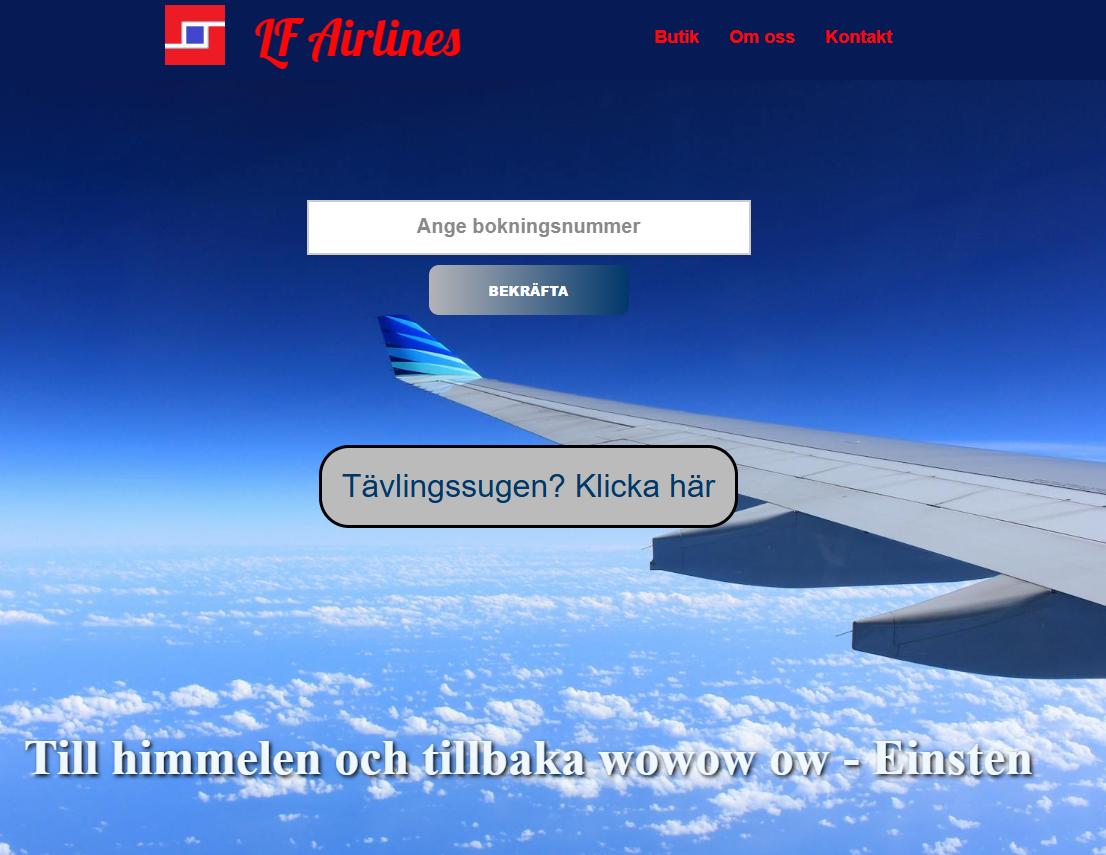 LF Airlines
Butik Om oss Kontakt
Ange bokningsnummer
BEKRÄFTA
Tävlingssugen? Klicka här
Till himmelen och tillbaka wowow ow - Einsten